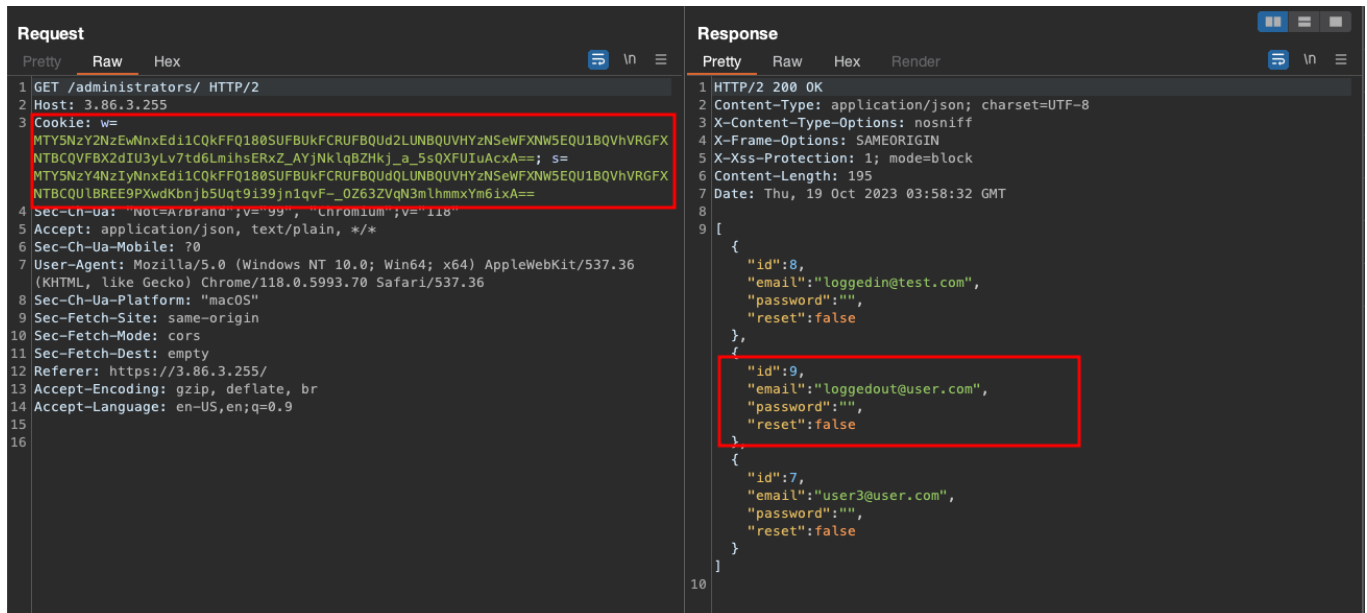 Request
Pretty Raw Hex \n
1 GET /administrators/ HTTP/2
2 Host: 3.86.3.255
3 Cookie: w=
MTY5NzY2NzEwNnxEdi1CQkFFQ180SUFBUkFCRUFBQUd2LUNBQUVHYzNSeWFXNW5EQU1BQVhVRGFX
NTBCQVFBX2dIU3yLv7td6LmihsERxZ_AYjNklqBZHkj_a_5sQXFUIuAcxA==; s=
MTY5NzY4NzIyNnxEdi1CQkFFQ180SUFBUkFCRUFBQUdQLUNBQUVHYzNSeWFXNW5EQU1BQVhVRGFX
NTBCQUlBREE9PXwdKbnjb5Uqt9i39jn1qvF-_OZ63ZVqN3mlhmmxYm6ixA==
4 Sec-Ch-Ua: "Not=A?Brand";v="99", "Chromium";v="118"
5 Accept: application/json, text/plain, */*
6 Sec-Ch-Ua-Mobile: ?0
7 User-Agent: Mozilla/5.0 (Windows NT 10.0; Win64; x64) AppleWebKit/537.36
(KHTML, like Gecko) Chrome/118.0.5993.70 Safari/537.36
8 Sec-Ch-Ua-Platform: "macOS"
9 Sec-Fetch-Site: same-origin
10 Sec-Fetch-Mode: cors
11 Sec-Fetch-Dest: empty
12 Referer: https://3.86.3.255/
13 Accept-Encoding: gzip, deflate, br
14 Accept-Language: en-US,en;q=0.9
15
16
Response
Pretty Raw Hex Render \n
1 HTTP/2 200 OK
2 Content-Type: application/json; charset=UTF-8
3 X-Content-Type-Options: nosniff
4 X-Frame-Options: SAMEORIGIN
5 X-Xss-Protection: 1; mode=block
6 Content-Length: 195
7 Date: Thu, 19 Oct 2023 03:58:32 GMT
8
9 [
{
"id":8,
"email":"loggedin@test.com",
"password":"",
"reset":false
},
{
"id":9,
"email":"loggedout@user.com",
"password":"",
"reset":false
},
{
"id":7,
"email":"user3@user.com",
"password":"",
"reset":false
}
]
10